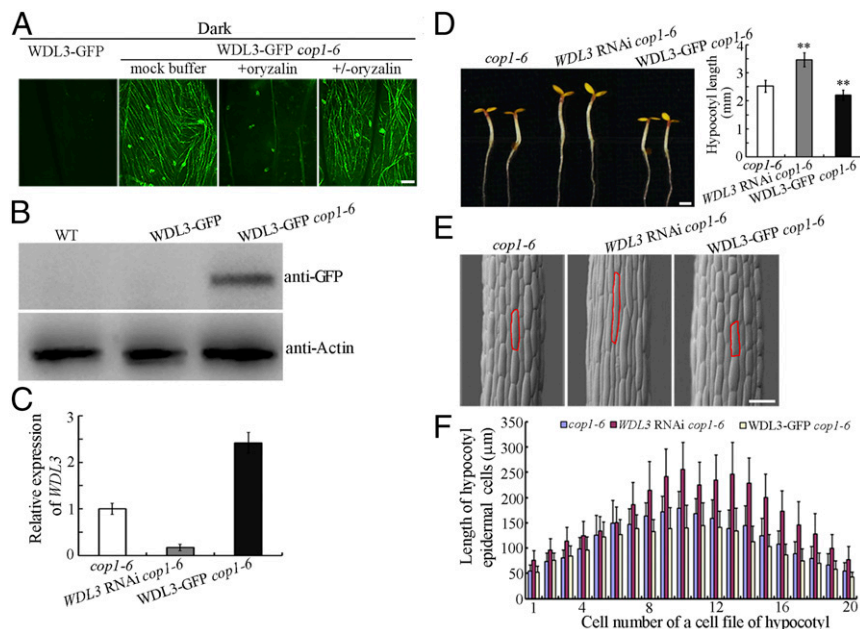 A
Dark
WDL3-GFP
WDL3-GFP cop1-6
mock buffer
+oryzalin
+/-oryzalin
B
WT
WDL3-GFP
WDL3-GFP cop1-6
anti-GFP
anti-Actin
C
Relative expression
of WDL3
3
2
1
0
cop1-6
WDL3 RNAi cop1-6
WDL3-GFP cop1-6
D
cop1-6
WDL3 RNAi cop1-6
WDL3-GFP cop1-6
Hypocotyl length
(mm)
4
3
2
1
0
**
**
cop1-6
WDL3 RNAi cop1-6
WDL3-GFP cop1-6
E
cop1-6
WDL3 RNAi cop1-6
WDL3-GFP cop1-6
F
cop1-6
WDL3 RNAi cop1-6
WDL3-GFP cop1-6
Length of hypocotyl
epidermal cells (μm)
350
300
250
200
150
100
50
0
1
4
8
12
16
20
Cell number of a cell file of hypocotyl